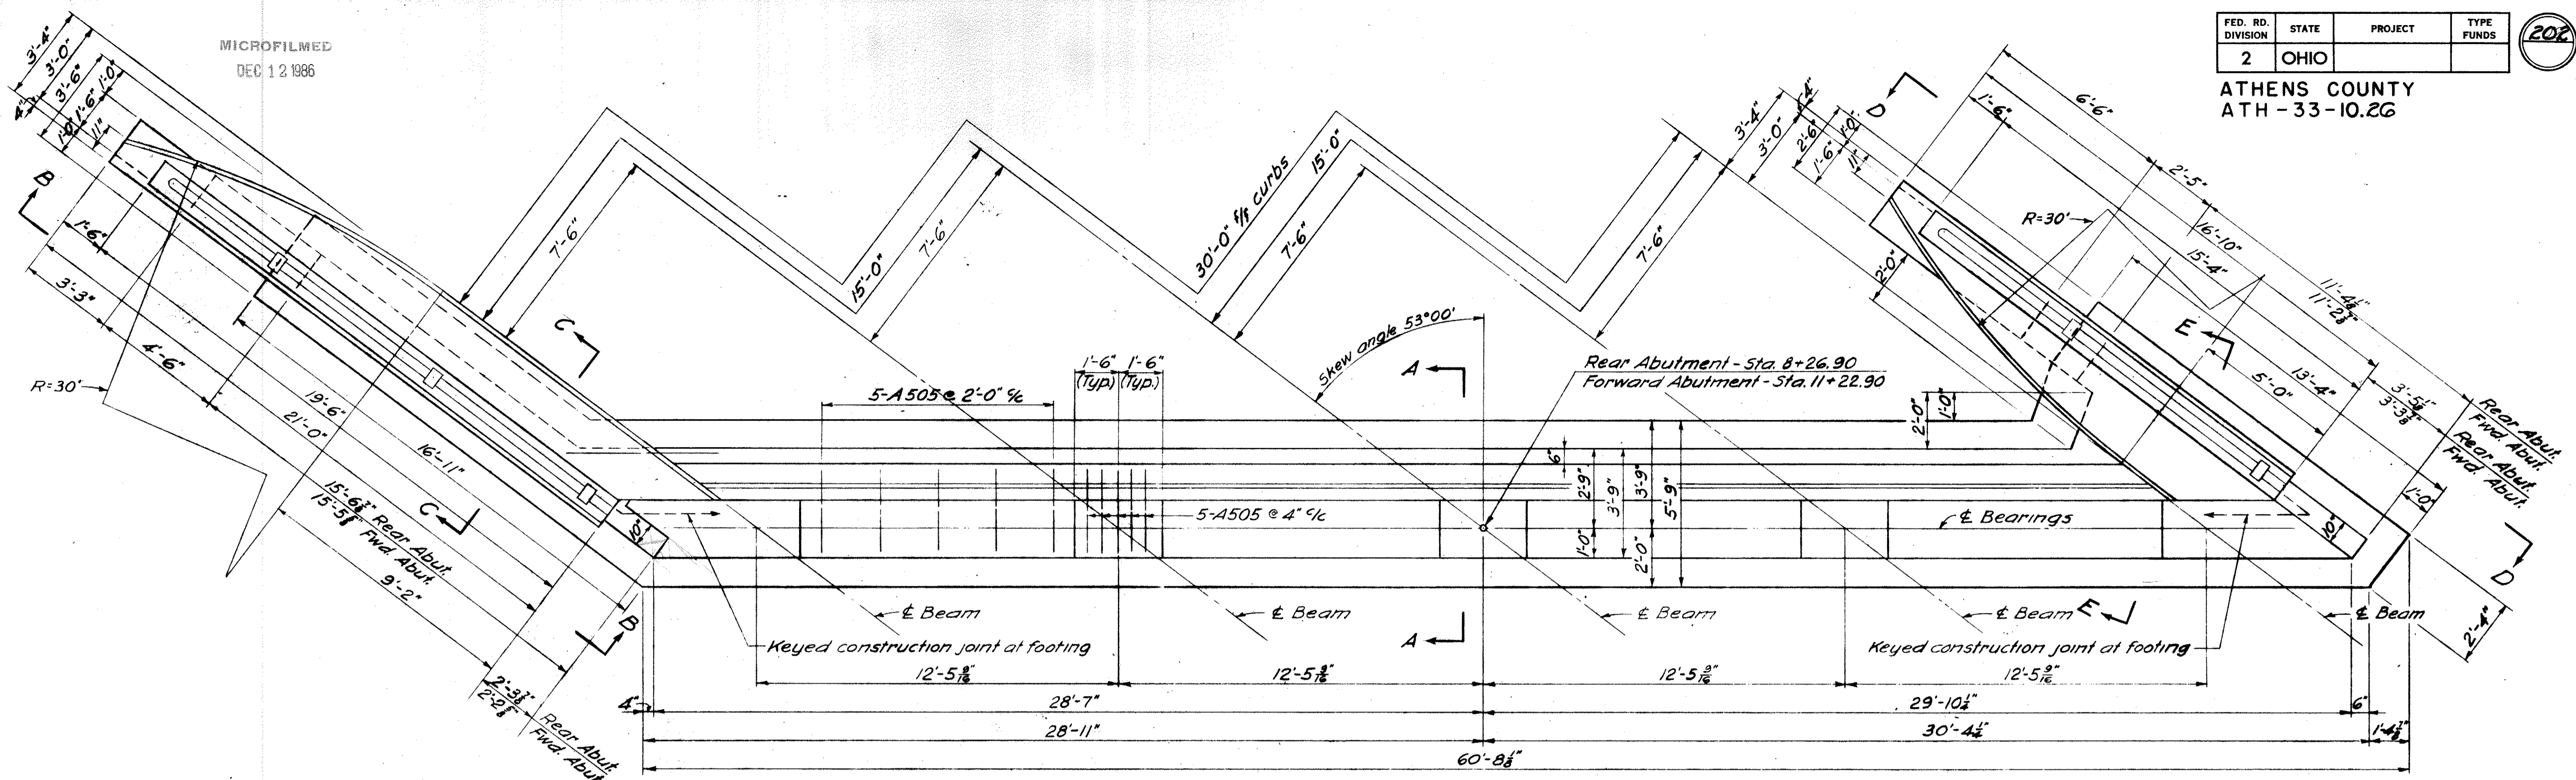 MICROFILMED
DEC 12 1986
FED. RD. DIVISION
STATE
PROJECT
TYPE FUNDS
2
OHIO
202
ATHENS COUNTY
ATH-33-10.26
3'-4"
3'-0"
3'-6"
1'-0"
4"
1'-6"
1'-0"
11"
B
1'-6"
3'-3"
4'-6"
R=30'
19'-6"
21'-0"
16'-11"
15'-6 7/8" Rear Abut.
15'-5 5/8" Fwd. Abut.
9'-2"
2'-3 7/8" Rear Abut.
2'-2 5/8" Fwd. Abut.
C
C
B
10"
7'-6"
15'-0"
7'-6"
30'-0" f/f curbs
15'-0"
7'-6"
7'-6"
Skew angle 53°00'
A
A
5-A505 @ 2'-0" c/c
1'-6"
1'-6"
(Typ.)
(Typ.)
5-A505 @ 4" c/c
Rear Abutment - Sta. 8+26.90
Forward Abutment - Sta. 11+22.90
3'-4"
3'-0"
4"
2'-6"
1'-0"
1'-6"
11"
D
6'-6"
1'-6"
2'-5"
R=30'
16'-10"
15'-4"
2'-0"
11'-4 1/8"
11'-2 7/8"
E
5'-0"
13'-4"
3'-5 1/8"
3'-3 7/8"
Rear Abut.
Fwd. Abut.
Rear Abut.
Fwd. Abut.
1'-0"
2'-0"
1'-0"
6"
2'-9"
3'-9"
3'-9"
5'-9"
1'-0"
2'-0"
℄ Bearings
10"
D
2'-4"
℄ Beam
℄ Beam
℄ Beam
℄ Beam
E
℄ Beam
Keyed construction joint at footing
Keyed construction joint at footing
12'-5 9/16"
12'-5 9/16"
12'-5 9/16"
12'-5 9/16"
4"
28'-7"
29'-10 1/4"
6"
28'-11"
30'-4 1/4"
1'-4 7/8"
60'-8 1/8"